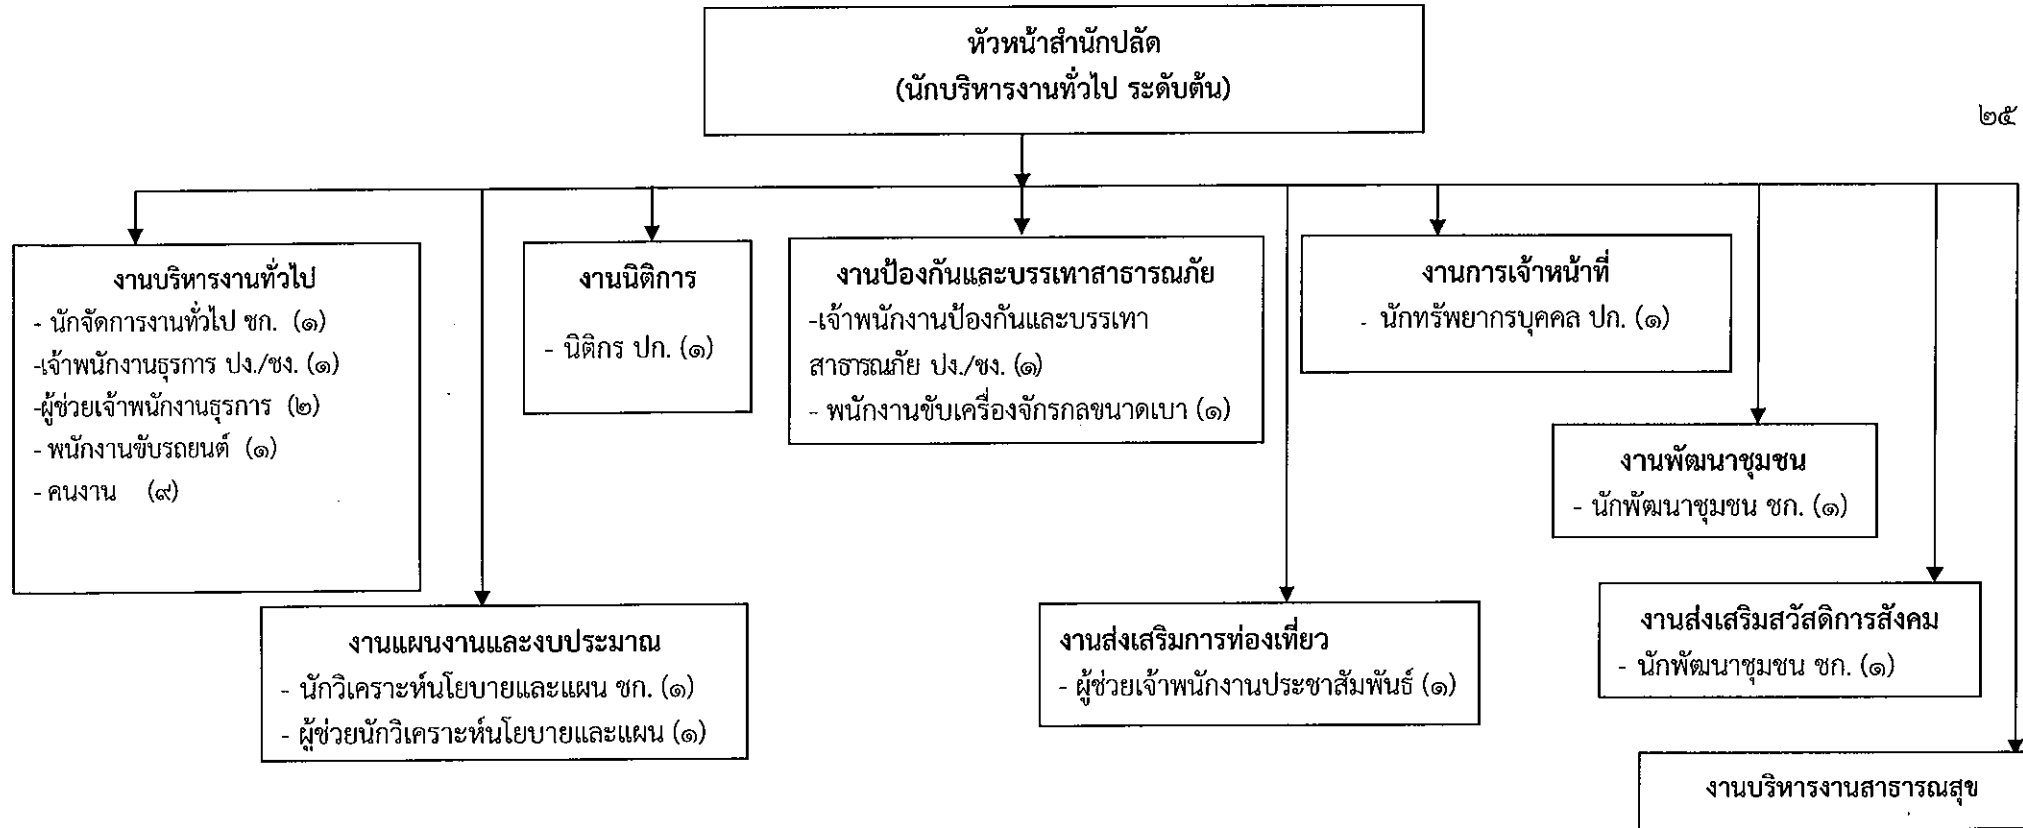 หัวหน้าสำนักปลัด
(นักบริหารงานทั่วไป ระดับต้น)
๒๕
งานบริหารงานทั่วไป
- นักจัดการงานทั่วไป ชก. (๑)
-เจ้าพนักงานธุรการ ปง./ชง. (๑)
-ผู้ช่วยเจ้าพนักงานธุรการ (๒)
- พนักงานขับรถยนต์ (๑)
- คนงาน (๙)
งานนิติการ
- นิติกร ปก. (๑)
งานป้องกันและบรรเทาสาธารณภัย
-เจ้าพนักงานป้องกันและบรรเทา
สาธารณภัย ปง./ชง. (๑)
- พนักงานขับเครื่องจักรกลขนาดเบา (๑)
งานการเจ้าหน้าที่
- นักทรัพยากรบุคคล ปก. (๑)
งานพัฒนาชุมชน
- นักพัฒนาชุมชน ชก. (๑)
งานแผนงานและงบประมาณ
- นักวิเคราะห์นโยบายและแผน ชก. (๑)
- ผู้ช่วยนักวิเคราะห์นโยบายและแผน (๑)
งานส่งเสริมการท่องเที่ยว
- ผู้ช่วยเจ้าพนักงานประชาสัมพันธ์ (๑)
งานส่งเสริมสวัสดิการสังคม
- นักพัฒนาชุมชน ชก. (๑)
งานบริหารงานสาธารณสุข